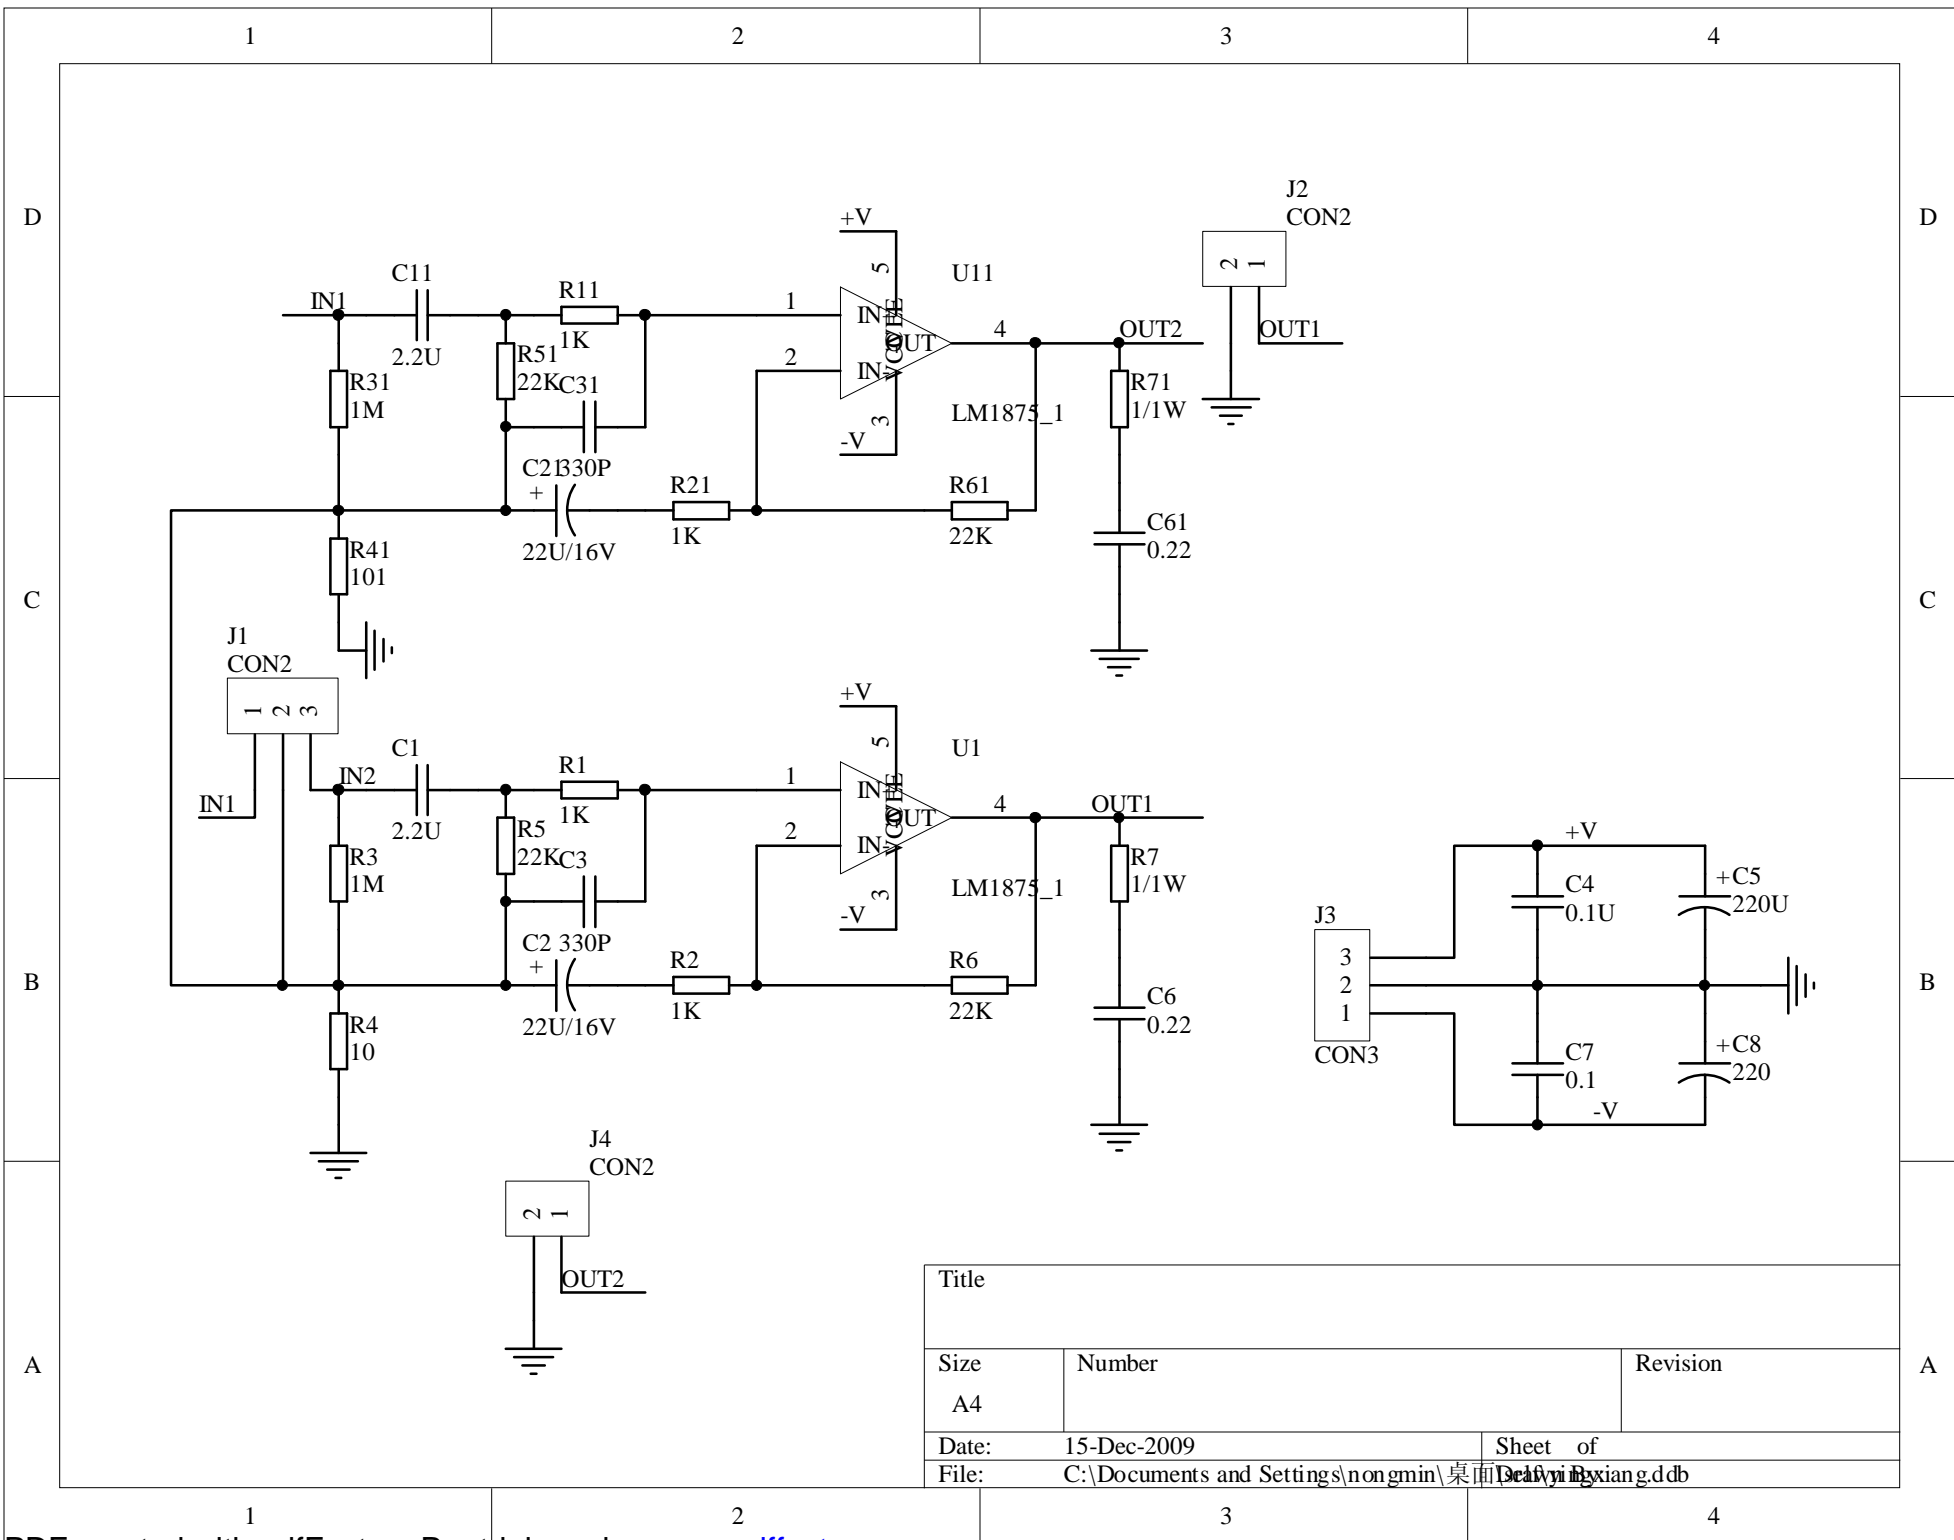 1 2 3 4
D D
C C
B B
A A
J2
CON2
2 1
OUT1
+V
5
U11
C11
IN1
2.2U
R11
1K
1
IN+
OUT
4
OUT2
R51
22K
2
IN-
R31
1M
C31
330P
3
-V
LM1875_1
R71
1/1W
C21
+
22U/16V
R21
1K
R61
22K
C61
0.22
R41
101
J1
CON2
1 2 3
IN1
+V
5
U1
C1
IN2
2.2U
R1
1K
1
IN+
OUT
4
OUT1
R5
22K
2
IN-
R3
1M
C3
330P
3
-V
LM1875_1
R7
1/1W
C2
+
22U/16V
R2
1K
R6
22K
C6
0.22
R4
10
+V
C4
0.1U
+C5
220U
J3
3
2
1
CON3
C7
0.1
+C8
220
-V
J4
CON2
2 1
OUT2
Title
Size Number Revision
A4
Date: 15-Dec-2009 Sheet of
File: C:\Documents and Settings\nongmin\桌面\
1 2 3 4